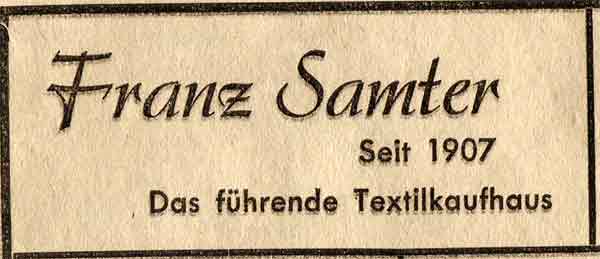 Franz Samter
Seit 1907
Das führende Textilkaufhaus